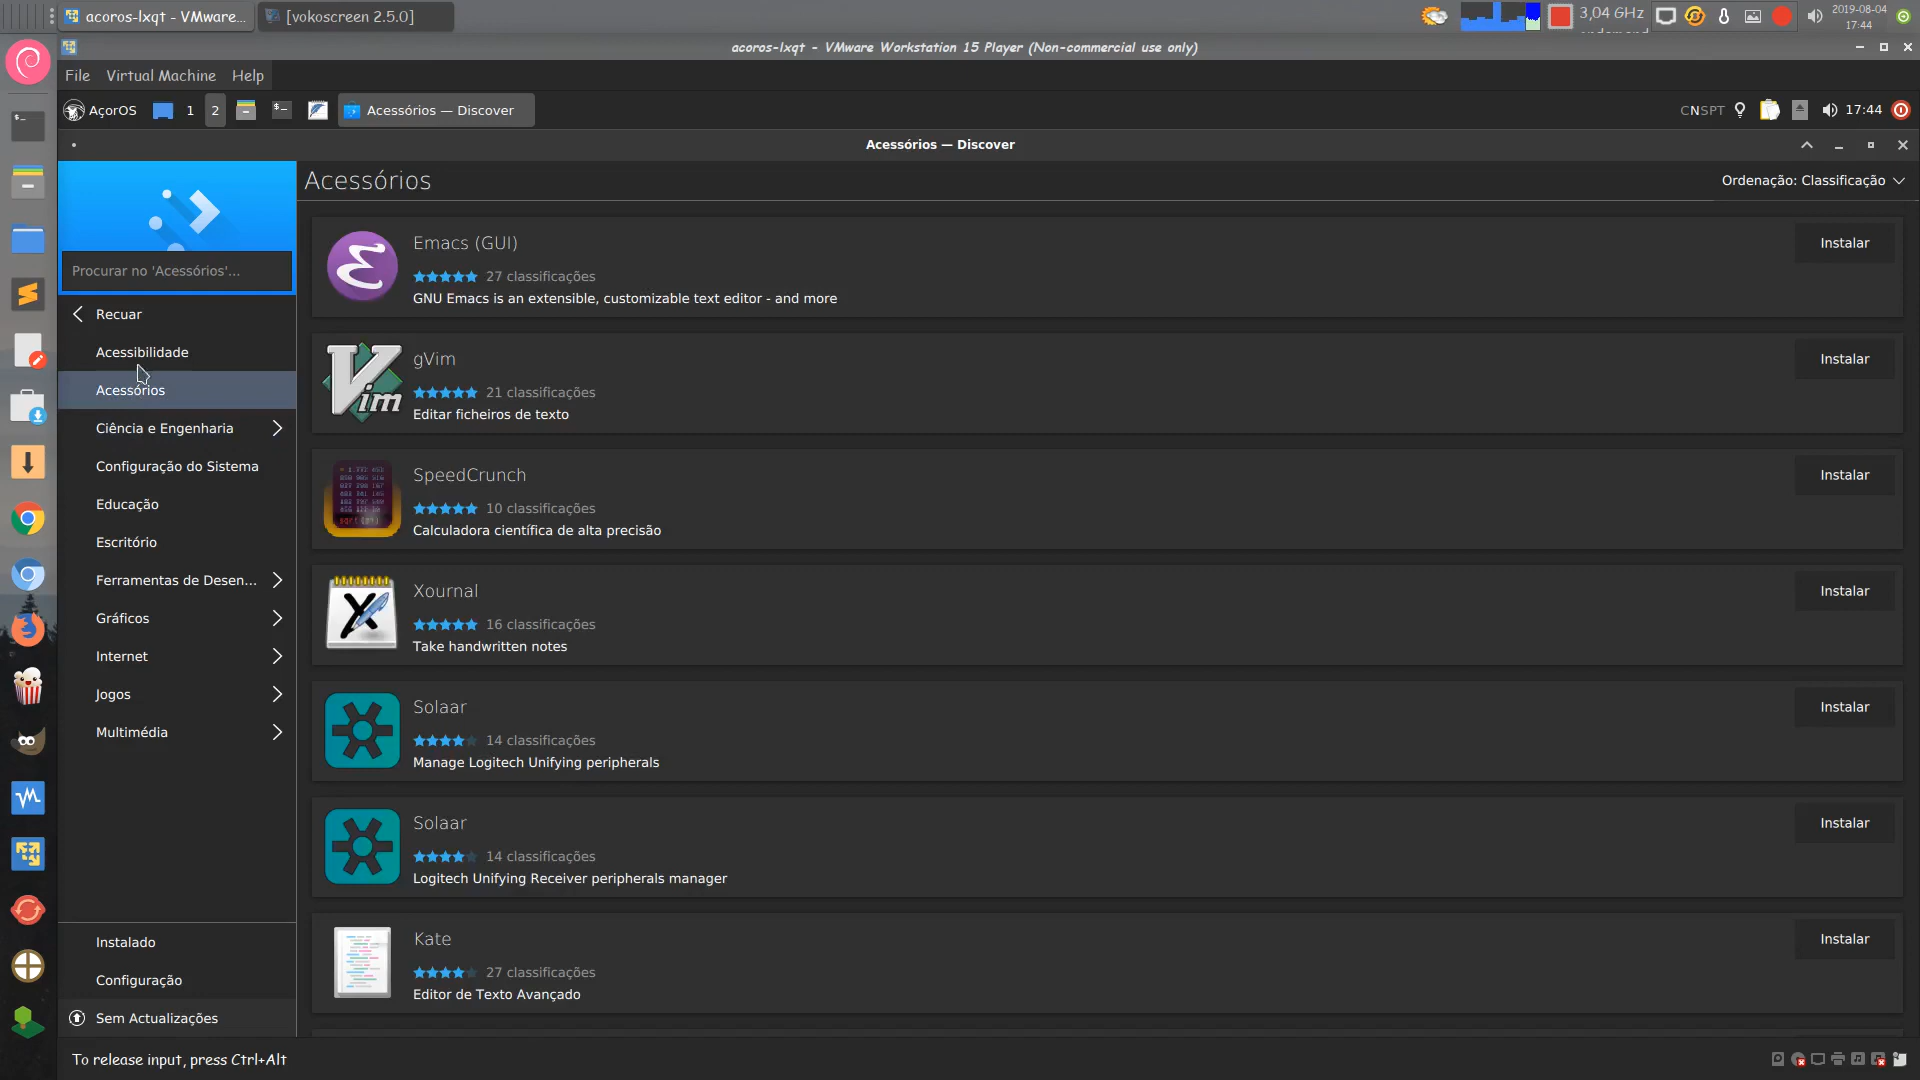 acoros-lxqt - VMware...
[vokoscreen 2.5.0]
3,04 GHz
2019-08-04
17:44
acoros-lxqt - VMware Workstation 15 Player (Non-commercial use only)
File Virtual Machine Help
AçorOS 1 2 Acessórios — Discover
CNSPT 17:44
Acessórios — Discover
Acessórios
Ordenação: Classificação
Procurar no 'Acessórios'...
Recuar
Acessibilidade
Acessórios
Ciência e Engenharia
Configuração do Sistema
Educação
Escritório
Ferramentas de Desen...
Gráficos
Internet
Jogos
Multimédia
Instalado
Configuração
Sem Actualizações
Emacs (GUI)
27 classificações
GNU Emacs is an extensible, customizable text editor - and more
Instalar
gVim
21 classificações
Editar ficheiros de texto
Instalar
SpeedCrunch
10 classificações
Calculadora científica de alta precisão
Instalar
Xournal
16 classificações
Take handwritten notes
Instalar
Solaar
14 classificações
Manage Logitech Unifying peripherals
Instalar
Solaar
14 classificações
Logitech Unifying Receiver peripherals manager
Instalar
Kate
27 classificações
Editor de Texto Avançado
Instalar
To release input, press Ctrl+Alt